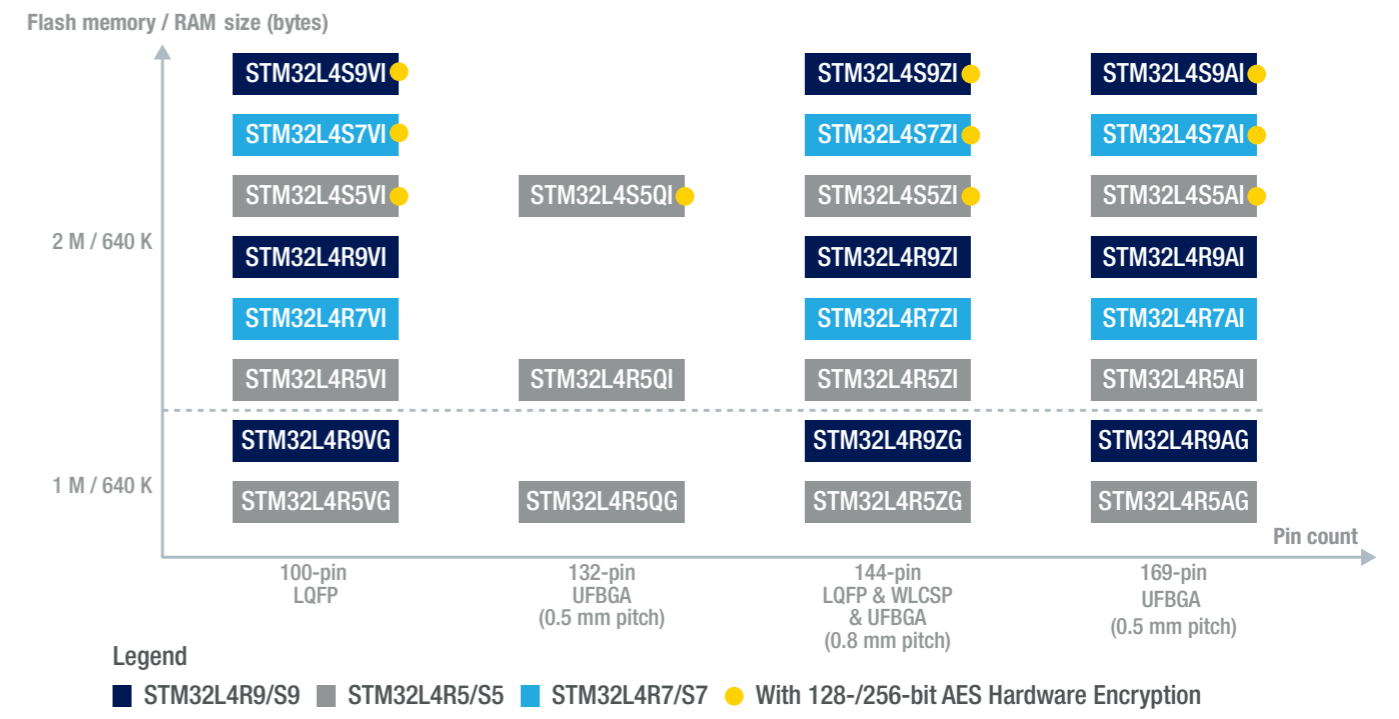 Flash memory / RAM size (bytes)
STM32L4S9VI STM32L4S9ZI STM32L4S9AI
STM32L4S7VI STM32L4S7ZI STM32L4S7AI
STM32L4S5VI STM32L4S5QI STM32L4S5ZI STM32L4S5AI
2 M / 640 K
STM32L4R9VI STM32L4R9ZI STM32L4R9AI
STM32L4R7VI STM32L4R7ZI STM32L4R7AI
STM32L4R5VI STM32L4R5QI STM32L4R5ZI STM32L4R5AI
STM32L4R9VG STM32L4R9ZG STM32L4R9AG
1 M / 640 K
STM32L4R5VG STM32L4R5QG STM32L4R5ZG STM32L4R5AG
Pin count
100-pin
LQFP
132-pin
UFBGA
(0.5 mm pitch)
144-pin
LQFP & WLCSP
& UFBGA
(0.8 mm pitch)
169-pin
UFBGA
(0.5 mm pitch)
Legend
STM32L4R9/S9 STM32L4R5/S5 STM32L4R7/S7 With 128-/256-bit AES Hardware Encryption